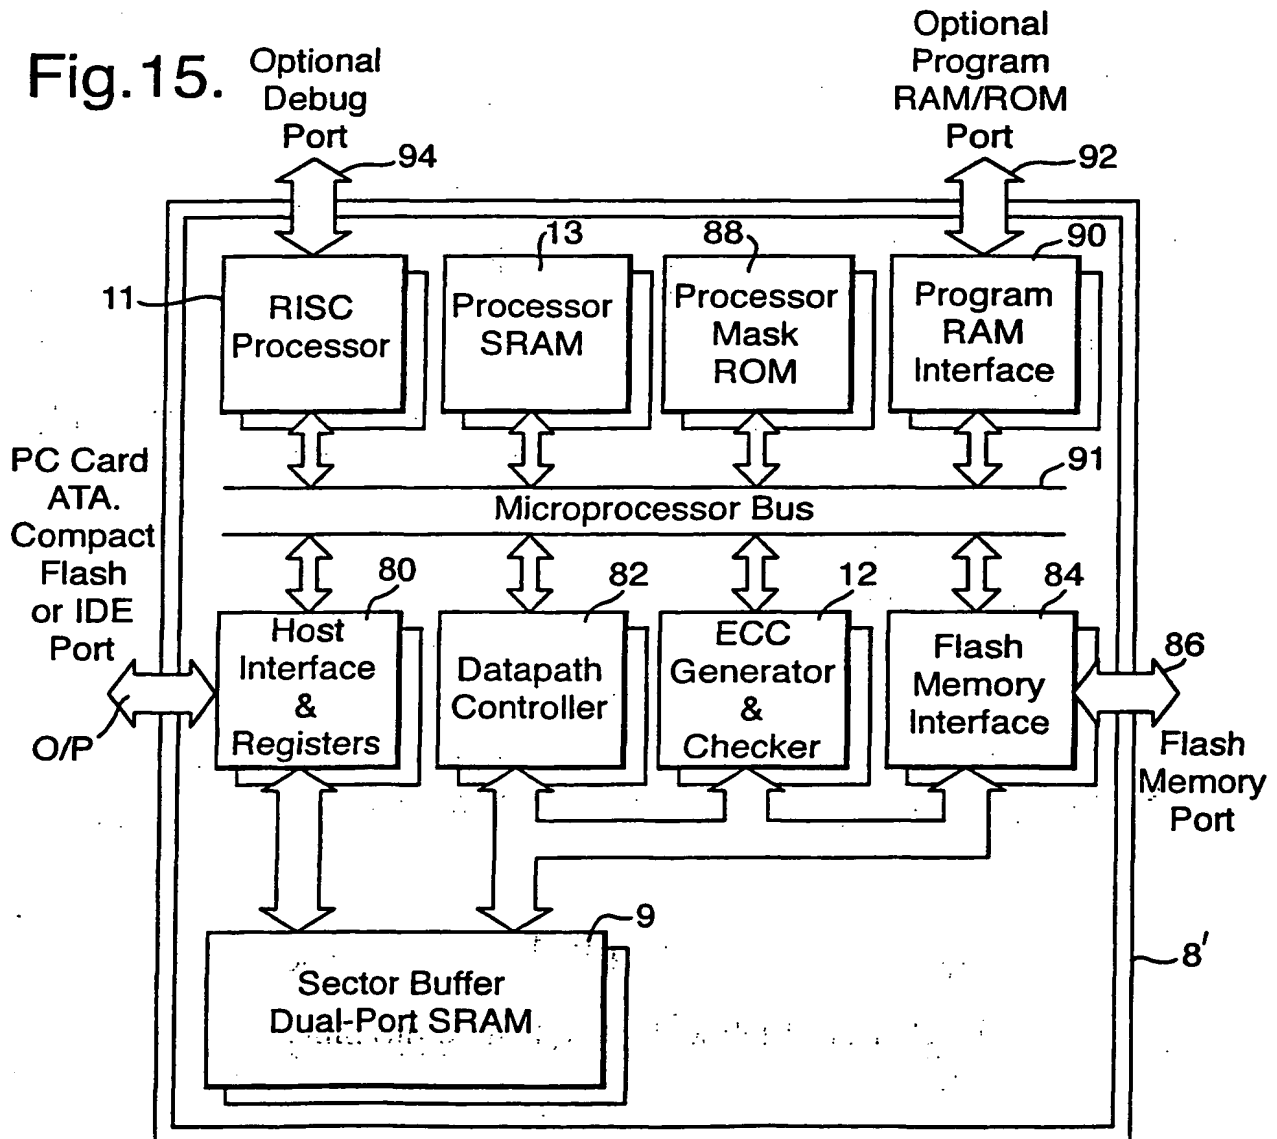 Fig.15.
Optional
Debug
Port
94
Optional
Program
RAM/ROM
Port
92
11
RISC
Processor
13
Processor
SRAM
88
Processor
Mask
ROM
90
Program
RAM
Interface
91
Microprocessor Bus
PC Card
ATA.
Compact
Flash
or IDE
Port
O/P
80
Host
Interface
&
Registers
82
Datapath
Controller
12
ECC
Generator
&
Checker
84
Flash
Memory
Interface
86
Flash
Memory
Port
9
Sector Buffer
Dual-Port SRAM
8'